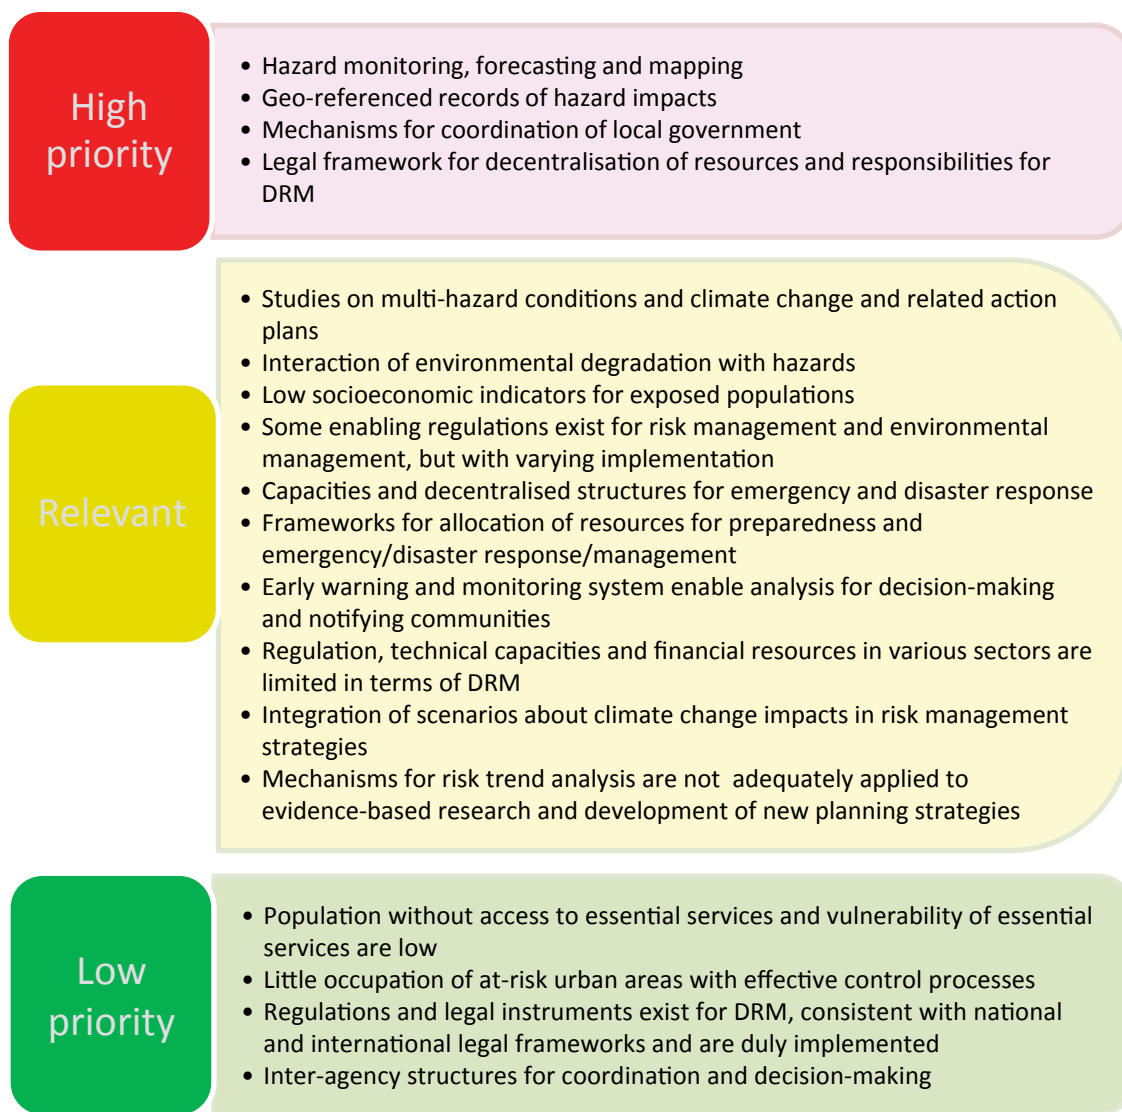 High
priority
• Hazard monitoring, forecasting and mapping
• Geo-referenced records of hazard impacts
• Mechanisms for coordination of local government
• Legal framework for decentralisation of resources and responsibilities for
DRM
Relevant
• Studies on multi-hazard conditions and climate change and related action
plans
• Interaction of environmental degradation with hazards
• Low socioeconomic indicators for exposed populations
• Some enabling regulations exist for risk management and environmental
management, but with varying implementation
• Capacities and decentralised structures for emergency and disaster response
• Frameworks for allocation of resources for preparedness and
emergency/disaster response/management
• Early warning and monitoring system enable analysis for decision-making
and notifying communities
• Regulation, technical capacities and financial resources in various sectors are
limited in terms of DRM
• Integration of scenarios about climate change impacts in risk management
strategies
• Mechanisms for risk trend analysis are not adequately applied to
evidence-based research and development of new planning strategies
Low
priority
• Population without access to essential services and vulnerability of essential
services are low
• Little occupation of at-risk urban areas with effective control processes
• Regulations and legal instruments exist for DRM, consistent with national
and international legal frameworks and are duly implemented
• Inter-agency structures for coordination and decision-making